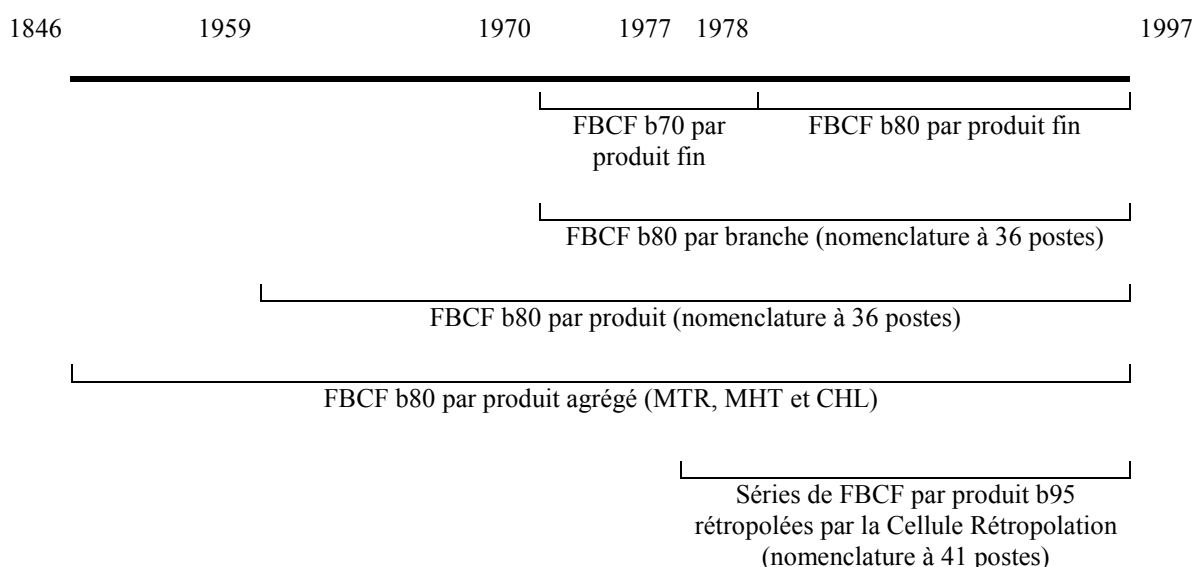 1846 1959 1970 1977 1978 1997
FBCF b70 par
produit fin
FBCF b80 par produit fin
FBCF b80 par branche (nomenclature à 36 postes)
FBCF b80 par produit (nomenclature à 36 postes)
FBCF b80 par produit agrégé (MTR, MHT et CHL)
Séries de FBCF par produit b95
rétropolées par la Cellule Rétropolation
(nomenclature à 41 postes)